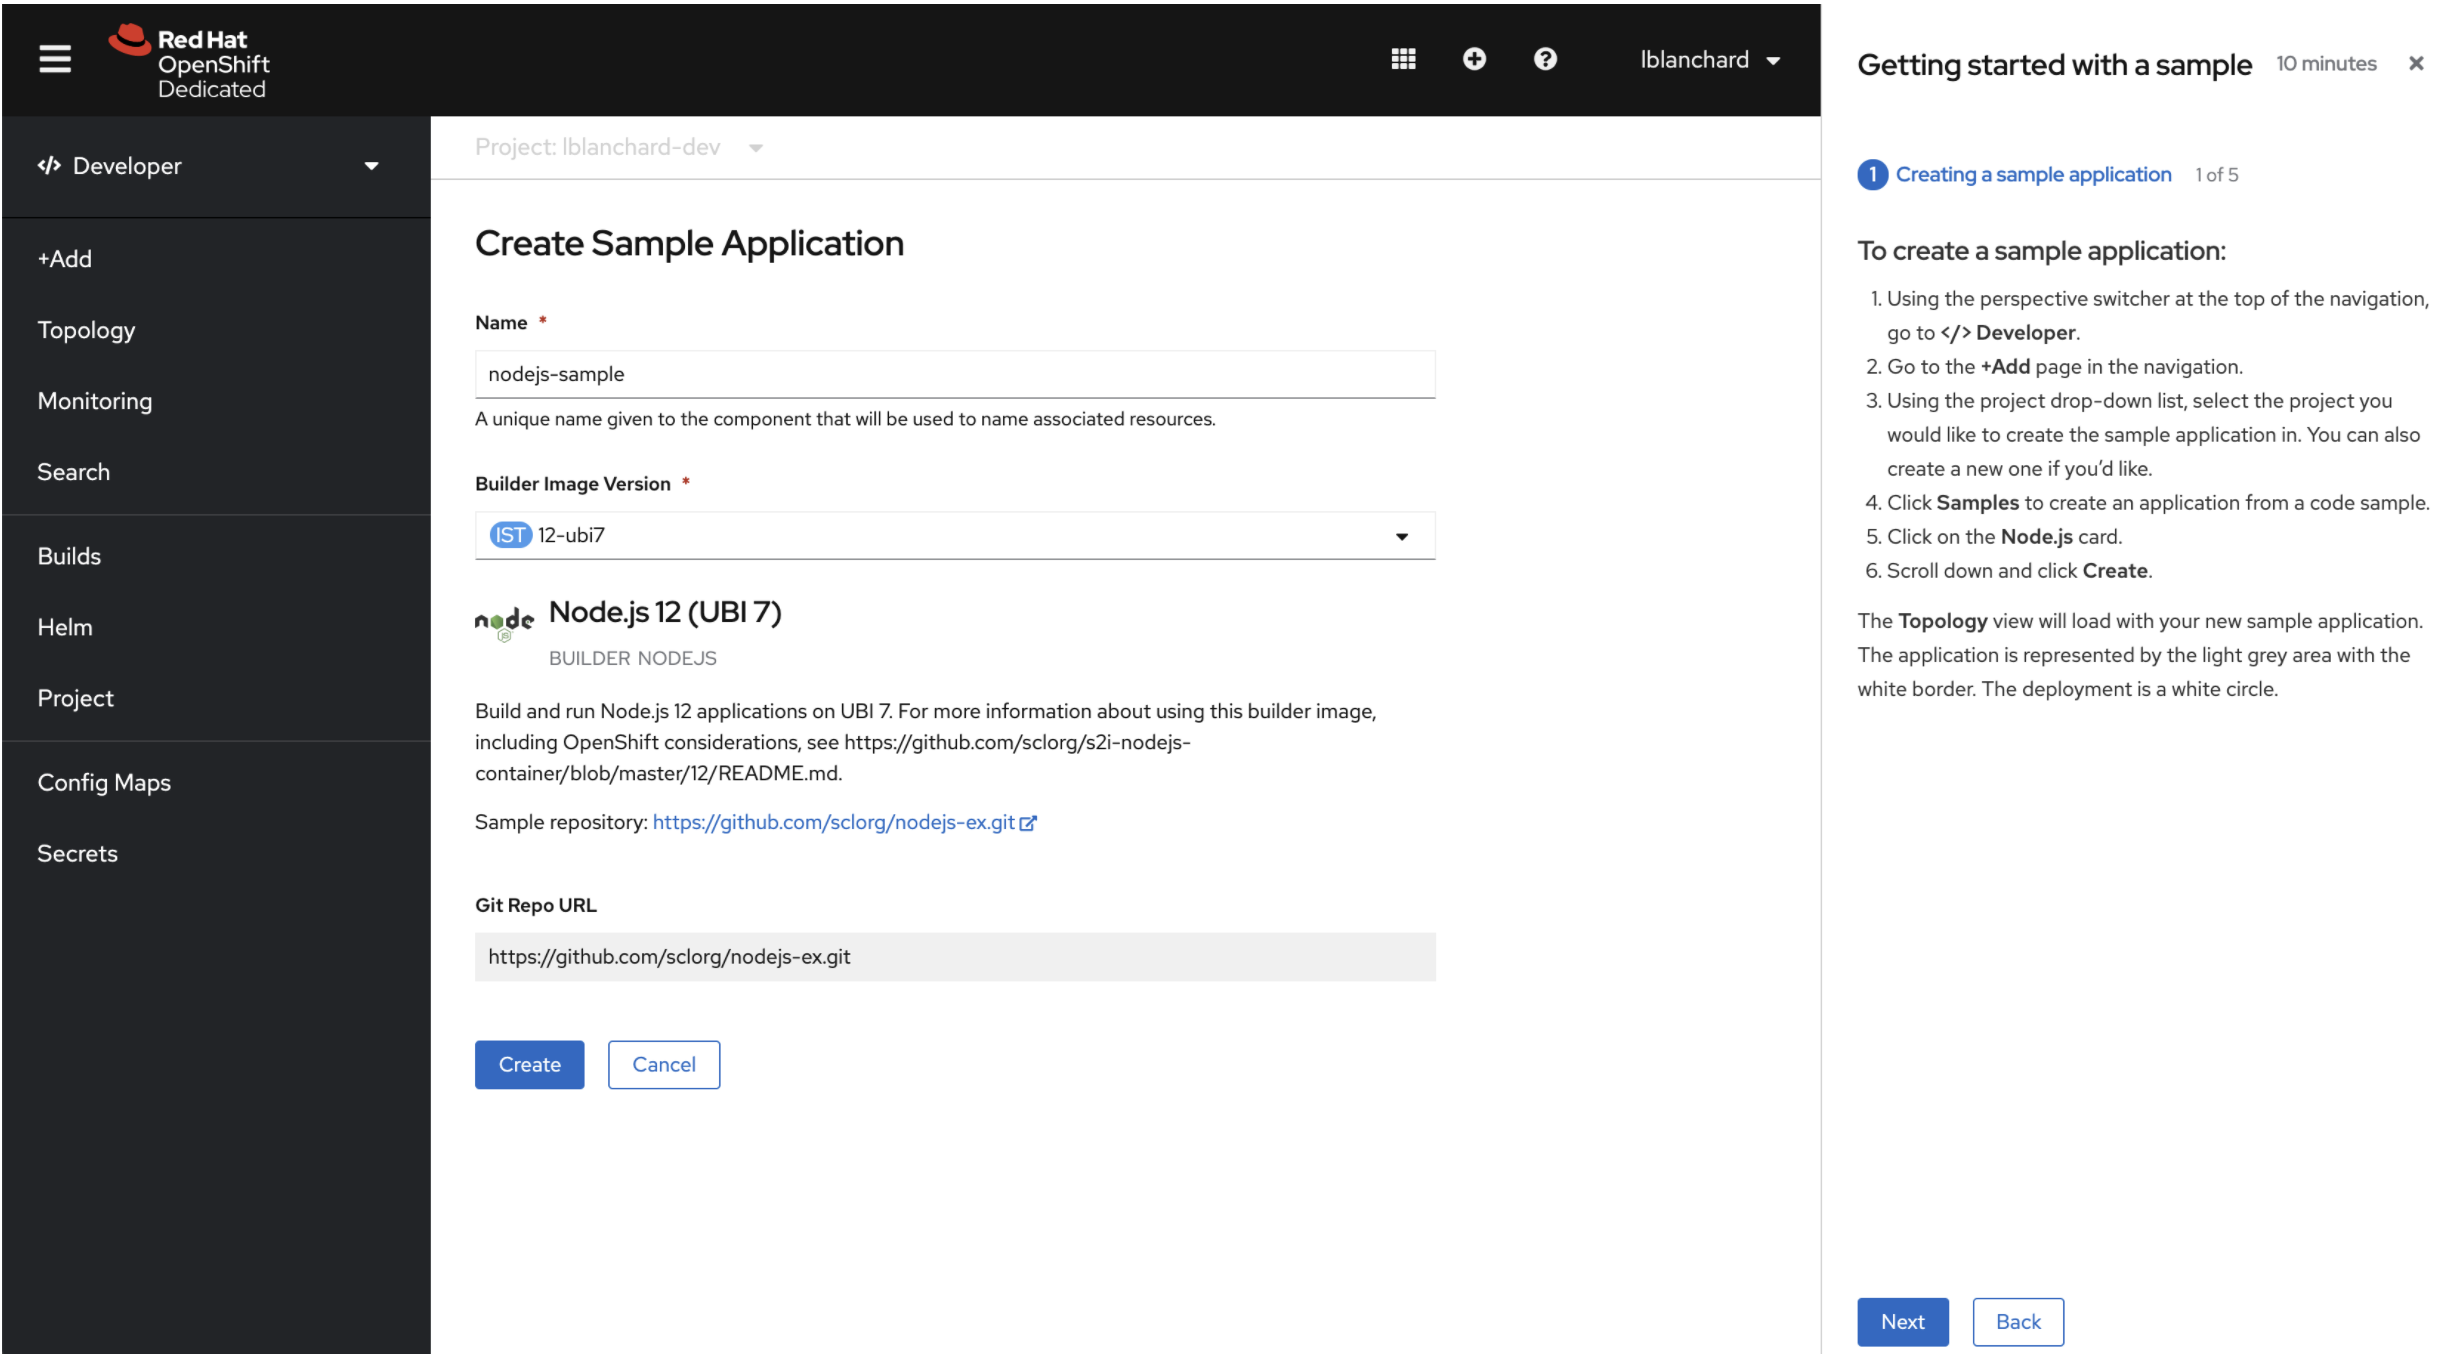 Red Hat
OpenShift
Dedicated
lblanchard
</> Developer
+Add
Topology
Monitoring
Search
Builds
Helm
Project
Config Maps
Secrets
Project: lblanchard-dev
Create Sample Application
Name *
nodejs-sample
A unique name given to the component that will be used to name associated resources.
Builder Image Version *
IST 12-ubi7
node
JS
Node.js 12 (UBI 7)
BUILDER NODEJS
Build and run Node.js 12 applications on UBI 7. For more information about using this builder image,
including OpenShift considerations, see https://github.com/sclorg/s2i-nodejs-
container/blob/master/12/README.md.
Sample repository: https://github.com/sclorg/nodejs-ex.git
Git Repo URL
https://github.com/sclorg/nodejs-ex.git
Create
Cancel
Getting started with a sample 10 minutes
1 Creating a sample application 1 of 5
To create a sample application:
1. Using the perspective switcher at the top of the navigation,
go to </> Developer.
2. Go to the +Add page in the navigation.
3. Using the project drop-down list, select the project you
would like to create the sample application in. You can also
create a new one if you'd like.
4. Click Samples to create an application from a code sample.
5. Click on the Node.js card.
6. Scroll down and click Create.
The Topology view will load with your new sample application.
The application is represented by the light grey area with the
white border. The deployment is a white circle.
Next
Back